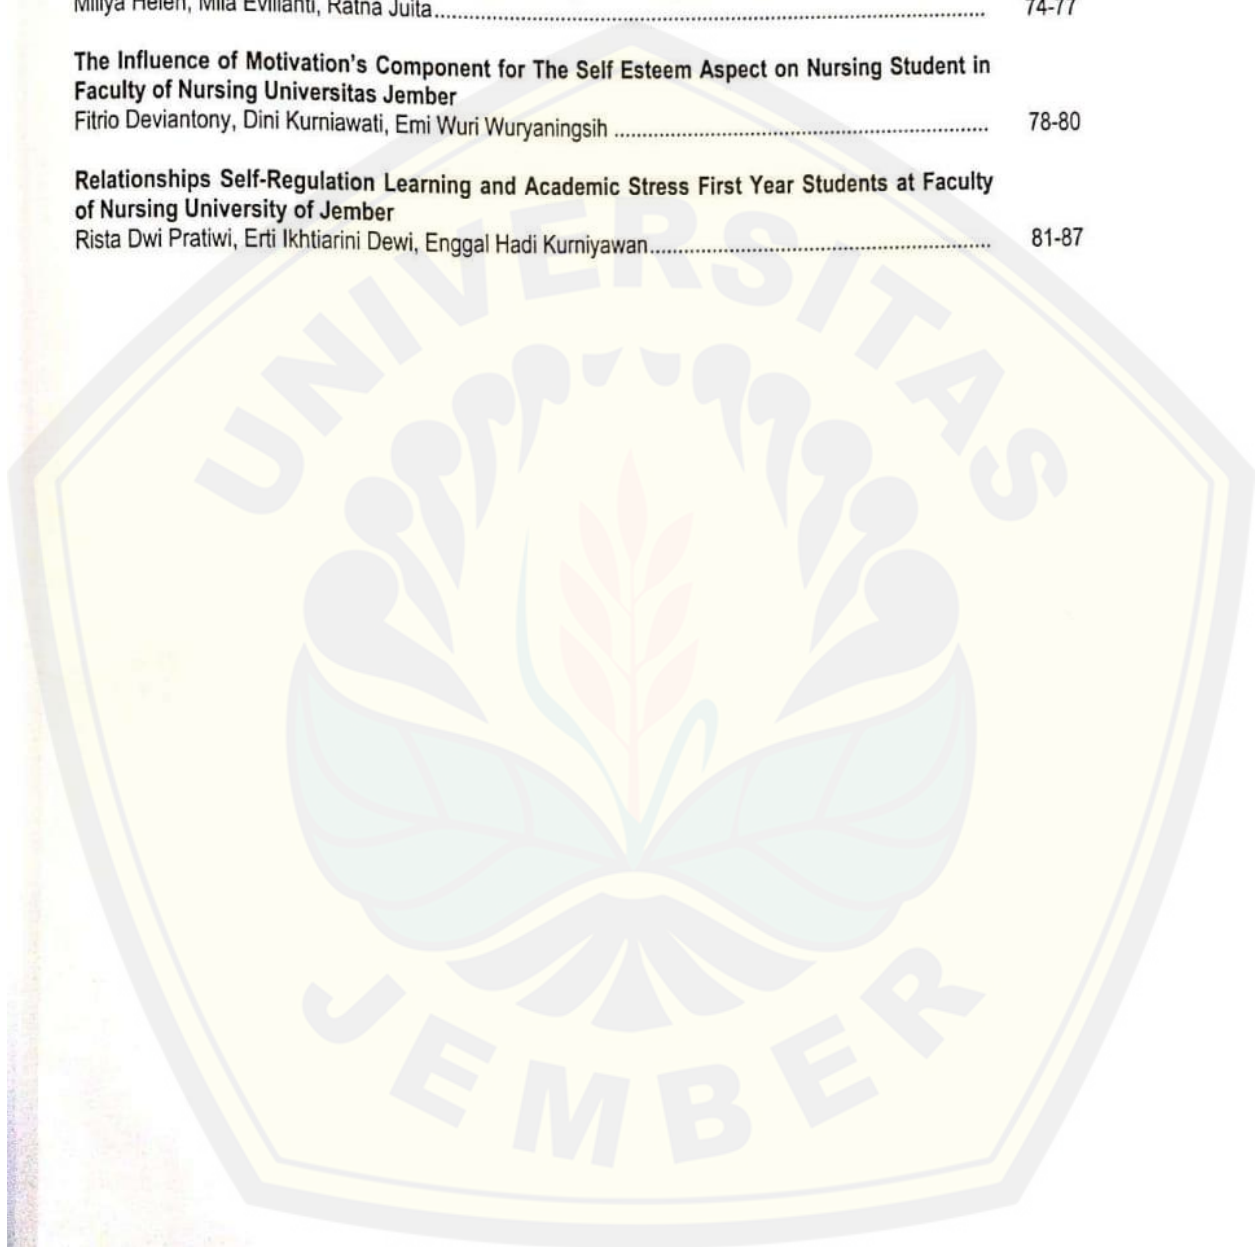 Millya Helen, Mila Evilianti, Ratna Juita........................................ 74-77
The Influence of Motivation's Component for The Self Esteem Aspect on Nursing Student in
Faculty of Nursing Universitas Jember
Fitrio Deviantony, Dini Kurniawati, Emi Wuri Wuryaningsih ........................................ 78-80
Relationships Self-Regulation Learning and Academic Stress First Year Students at Faculty
of Nursing University of Jember
Rista Dwi Pratiwi, Erti Ikhtiarini Dewi, Enggal Hadi Kurniyawan........................................ 81-87
UNIVERSITAS
JEMBER